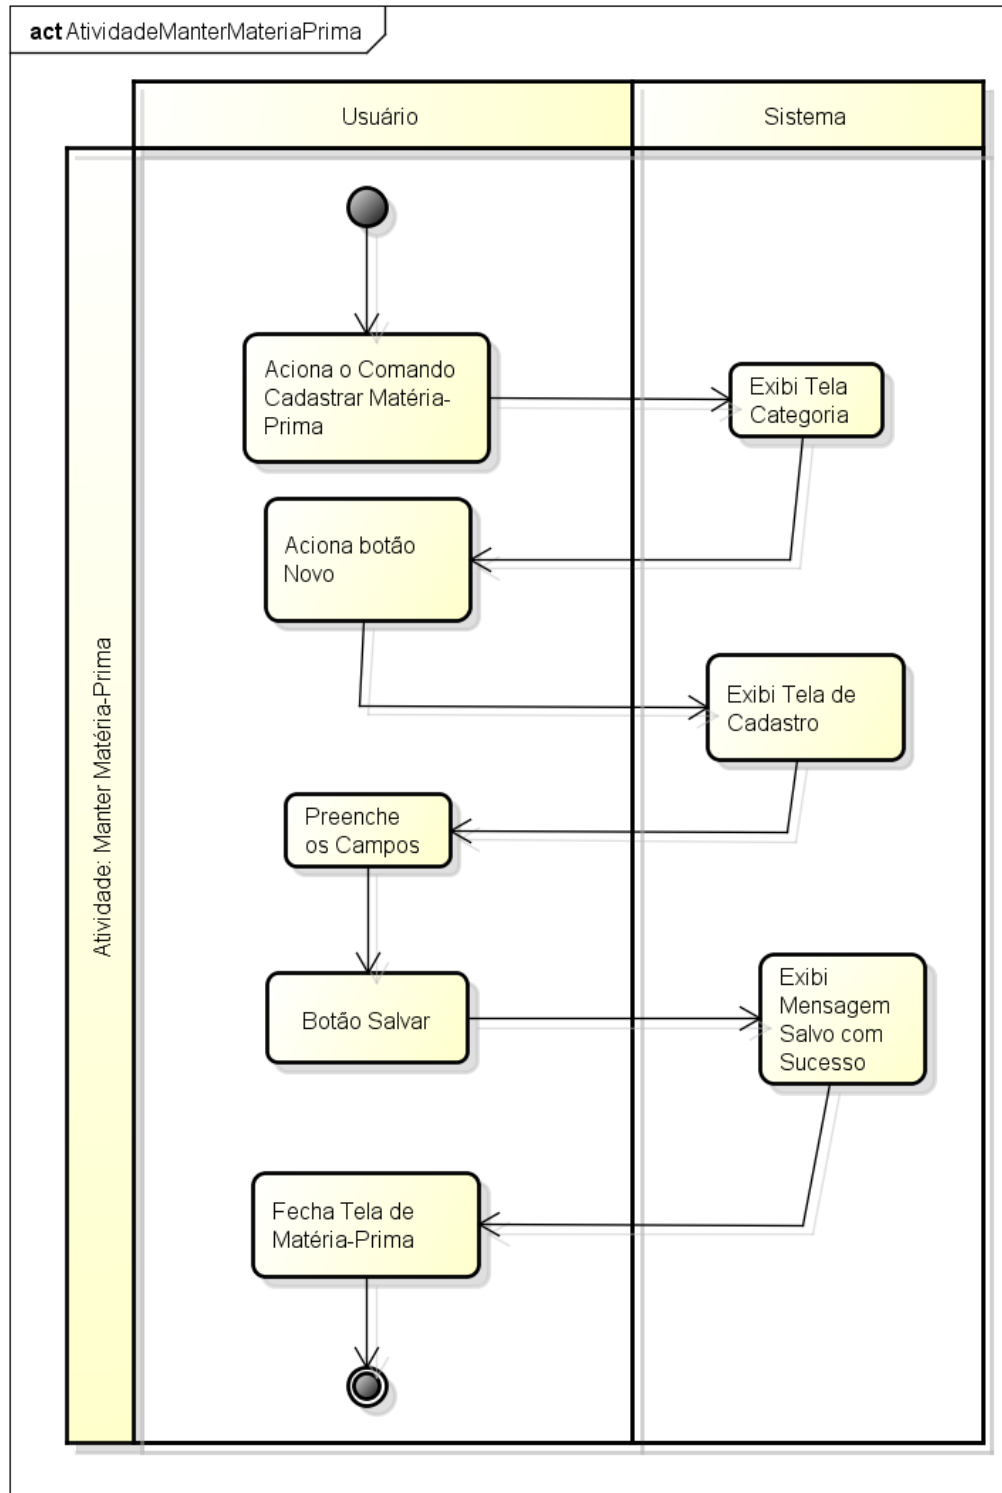 act AtividadeManterMateriaPrima
Usuário
Sistema
Atividade: Manter Matéria-Prima
Aciona o Comando
Cadastrar Matéria-
Prima
Exibi Tela
Categoria
Aciona botão
Novo
Exibi Tela de
Cadastro
Preenche
os Campos
Botão Salvar
Exibi
Mensagem
Salvo com
Sucesso
Fecha Tela de
Matéria-Prima